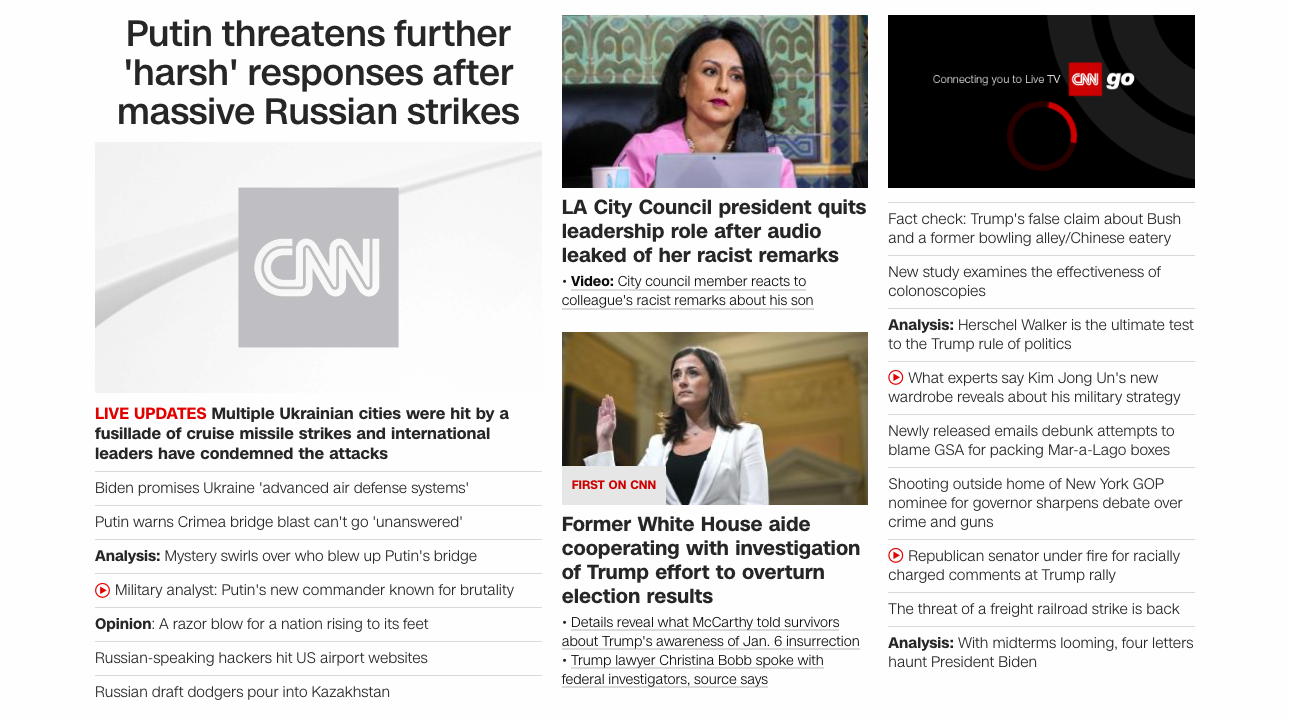 Putin threatens further
'harsh' responses after
massive Russian strikes
CNN
LIVE UPDATES Multiple Ukrainian cities were hit by a
fusillade of cruise missile strikes and international
leaders have condemned the attacks
Biden promises Ukraine 'advanced air defense systems'
Putin warns Crimea bridge blast can't go 'unanswered'
Analysis: Mystery swirls over who blew up Putin's bridge
Military analyst: Putin's new commander known for brutality
Opinion: A razor blow for a nation rising to its feet
Russian-speaking hackers hit US airport websites
Russian draft dodgers pour into Kazakhstan
LA City Council president quits
leadership role after audio
leaked of her racist remarks
• Video: City council member reacts to
colleague's racist remarks about his son
FIRST ON CNN
Former White House aide
cooperating with investigation
of Trump effort to overturn
election results
• Details reveal what McCarthy told survivors
about Trump's awareness of Jan. 6 insurrection
• Trump lawyer Christina Bobb spoke with
federal investigators, source says
Connecting you to Live TV CNN go
Fact check: Trump's false claim about Bush
and a former bowling alley/Chinese eatery
New study examines the effectiveness of
colonoscopies
Analysis: Herschel Walker is the ultimate test
to the Trump rule of politics
What experts say Kim Jong Un's new
wardrobe reveals about his military strategy
Newly released emails debunk attempts to
blame GSA for packing Mar-a-Lago boxes
Shooting outside home of New York GOP
nominee for governor sharpens debate over
crime and guns
Republican senator under fire for racially
charged comments at Trump rally
The threat of a freight railroad strike is back
Analysis: With midterms looming, four letters
haunt President Biden